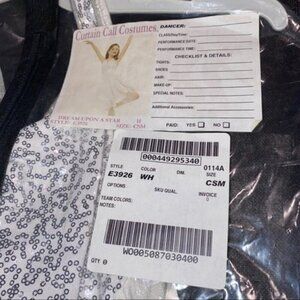 Curtain Call Costumes
DREAM UPON A STAR
STYLE: E3926
SIZE: CSM
DANCER:
CLASS/Day/Time:
PERFORMANCE DATE:
PERFORMANCE TIME:
CHECKLIST & DETAILS:
TIGHTS:
SHOES:
HAIR:
MAKE-UP:
SPECIAL NOTES:
Additional Accessories:
PAID: YES NO
000449295340
0114A
STYLE COLOR DIM. SIZE
E3926 WH CSM
OPTIONS: SKU QUAL. INVOICE
0
TEAM COLORS:
NOTES:
QTY 0
WO005087030400